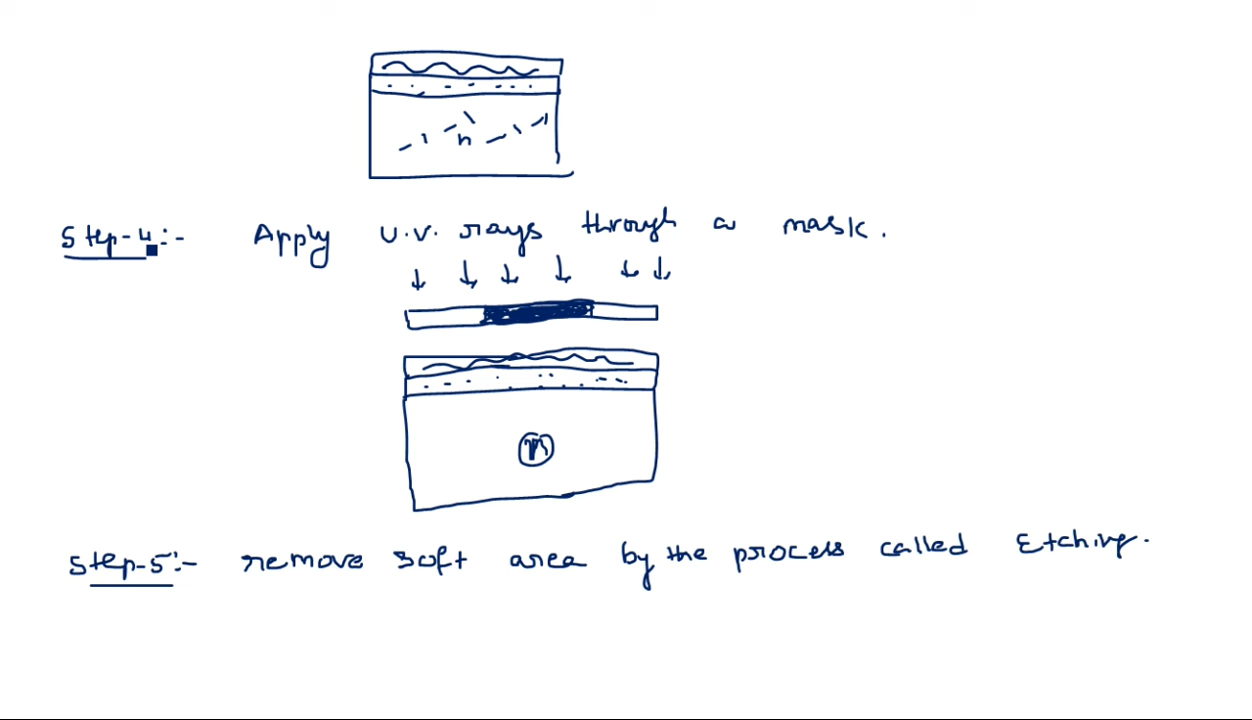 n
Step-4:- Apply U.V. rays through a mask.
n
Step-5:- remove soft area by the process called Etching.